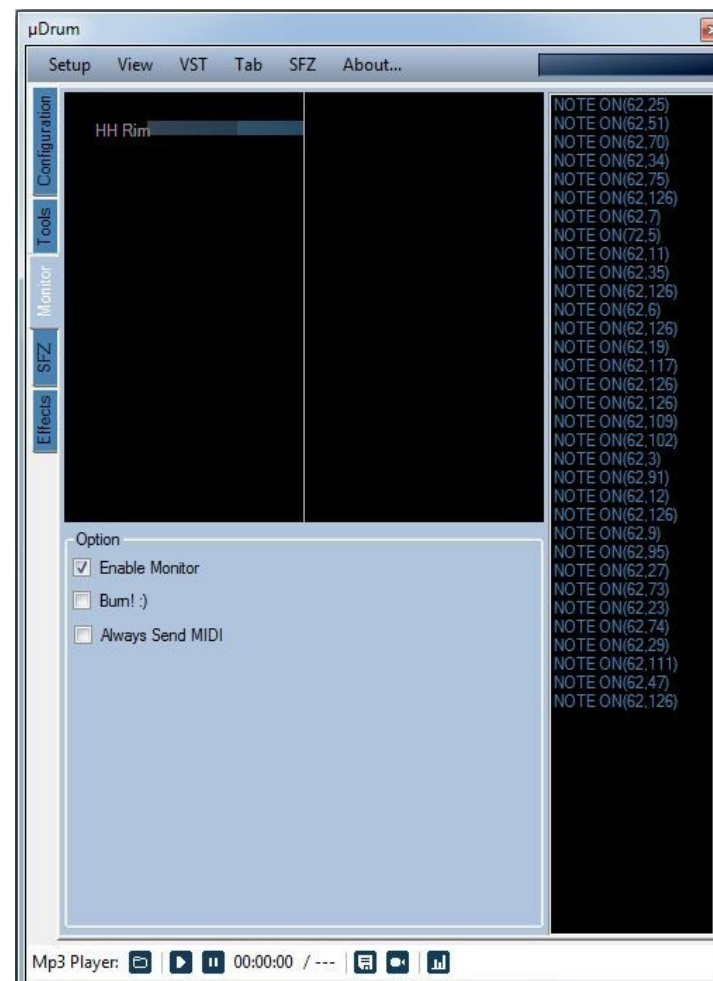 µDrum
Setup View VST Tab SFZ About...
Configuration
Tools
Monitor
SFZ
Effects
HH Rim
NOTE ON(62,25)
NOTE ON(62,51)
NOTE ON(62,70)
NOTE ON(62,34)
NOTE ON(62,75)
NOTE ON(62,126)
NOTE ON(62,7)
NOTE ON(72,5)
NOTE ON(62,11)
NOTE ON(62,35)
NOTE ON(62,126)
NOTE ON(62,6)
NOTE ON(62,126)
NOTE ON(62,19)
NOTE ON(62,117)
NOTE ON(62,126)
NOTE ON(62,126)
NOTE ON(62,109)
NOTE ON(62,102)
NOTE ON(62,3)
NOTE ON(62,91)
NOTE ON(62,12)
NOTE ON(62,126)
NOTE ON(62,9)
NOTE ON(62,95)
NOTE ON(62,27)
NOTE ON(62,73)
NOTE ON(62,23)
NOTE ON(62,74)
NOTE ON(62,29)
NOTE ON(62,111)
NOTE ON(62,47)
NOTE ON(62,126)
Option
Enable Monitor
Burn! :)
Always Send MIDI
Mp3 Player: 00:00:00 / ---